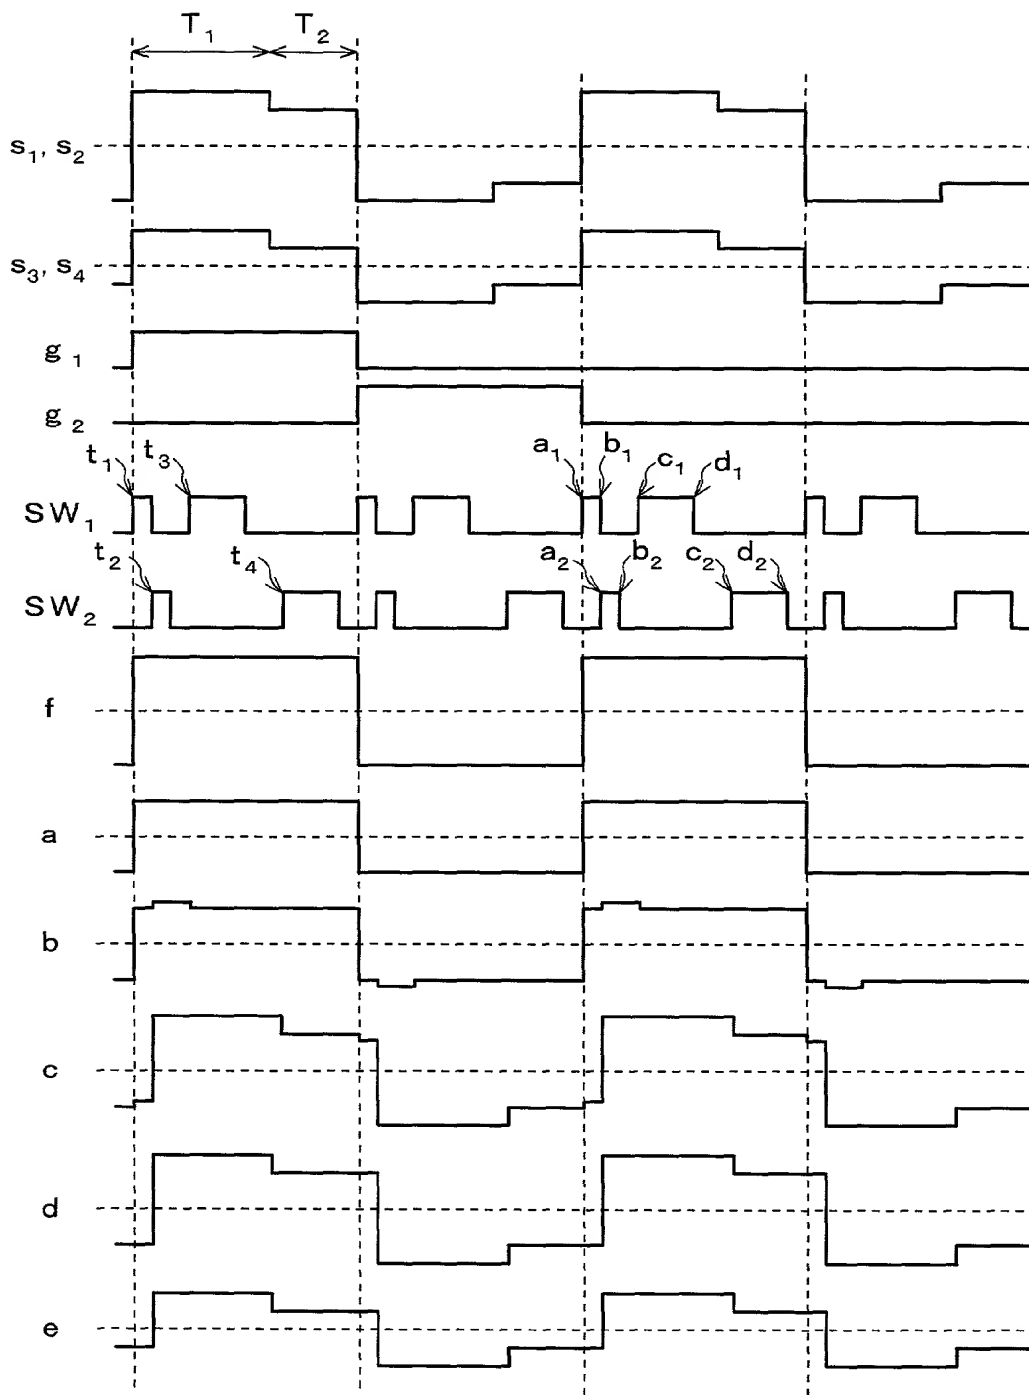 T₁ T₂
s₁, s₂
s₃, s₄
g₁
g₂
t₁ t₃ a₁ b₁ c₁ d₁
SW₁
t₂ t₄ a₂ b₂ c₂ d₂
SW₂
f
a
b
c
d
e